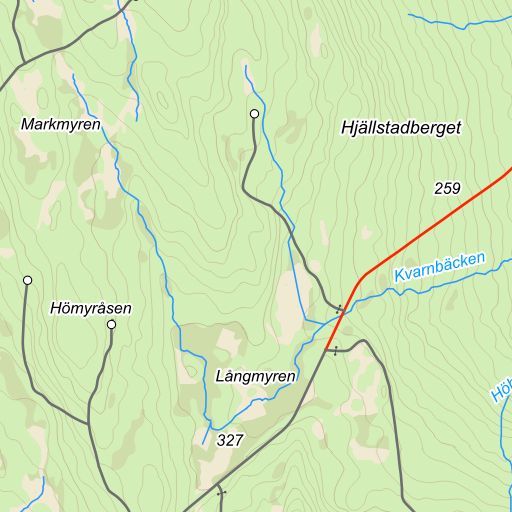 Markmyren
Hjällstadberget
259
Kvarnbäcken
Hömyråsen
Långmyren
327